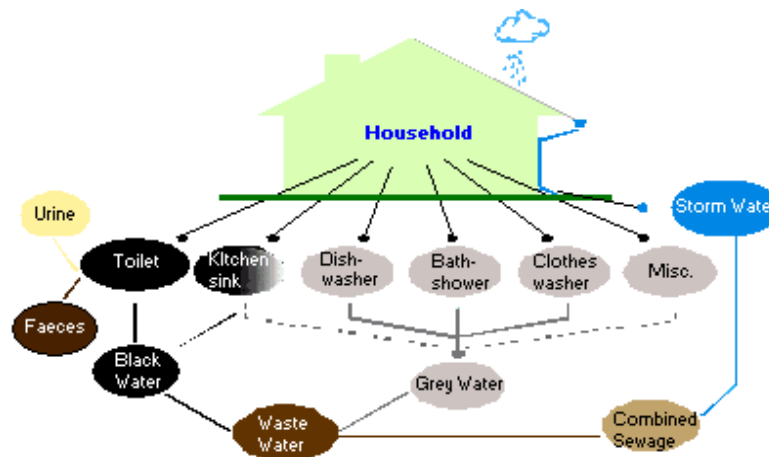 Household
Urine
Storm Water
Toilet
KItchen
sink
Dish-
washer
Bath-
shower
Clothes
washer
Misc.
Faeces
Black
Water
Grey Water
Waste
Water
Combined
Sewage